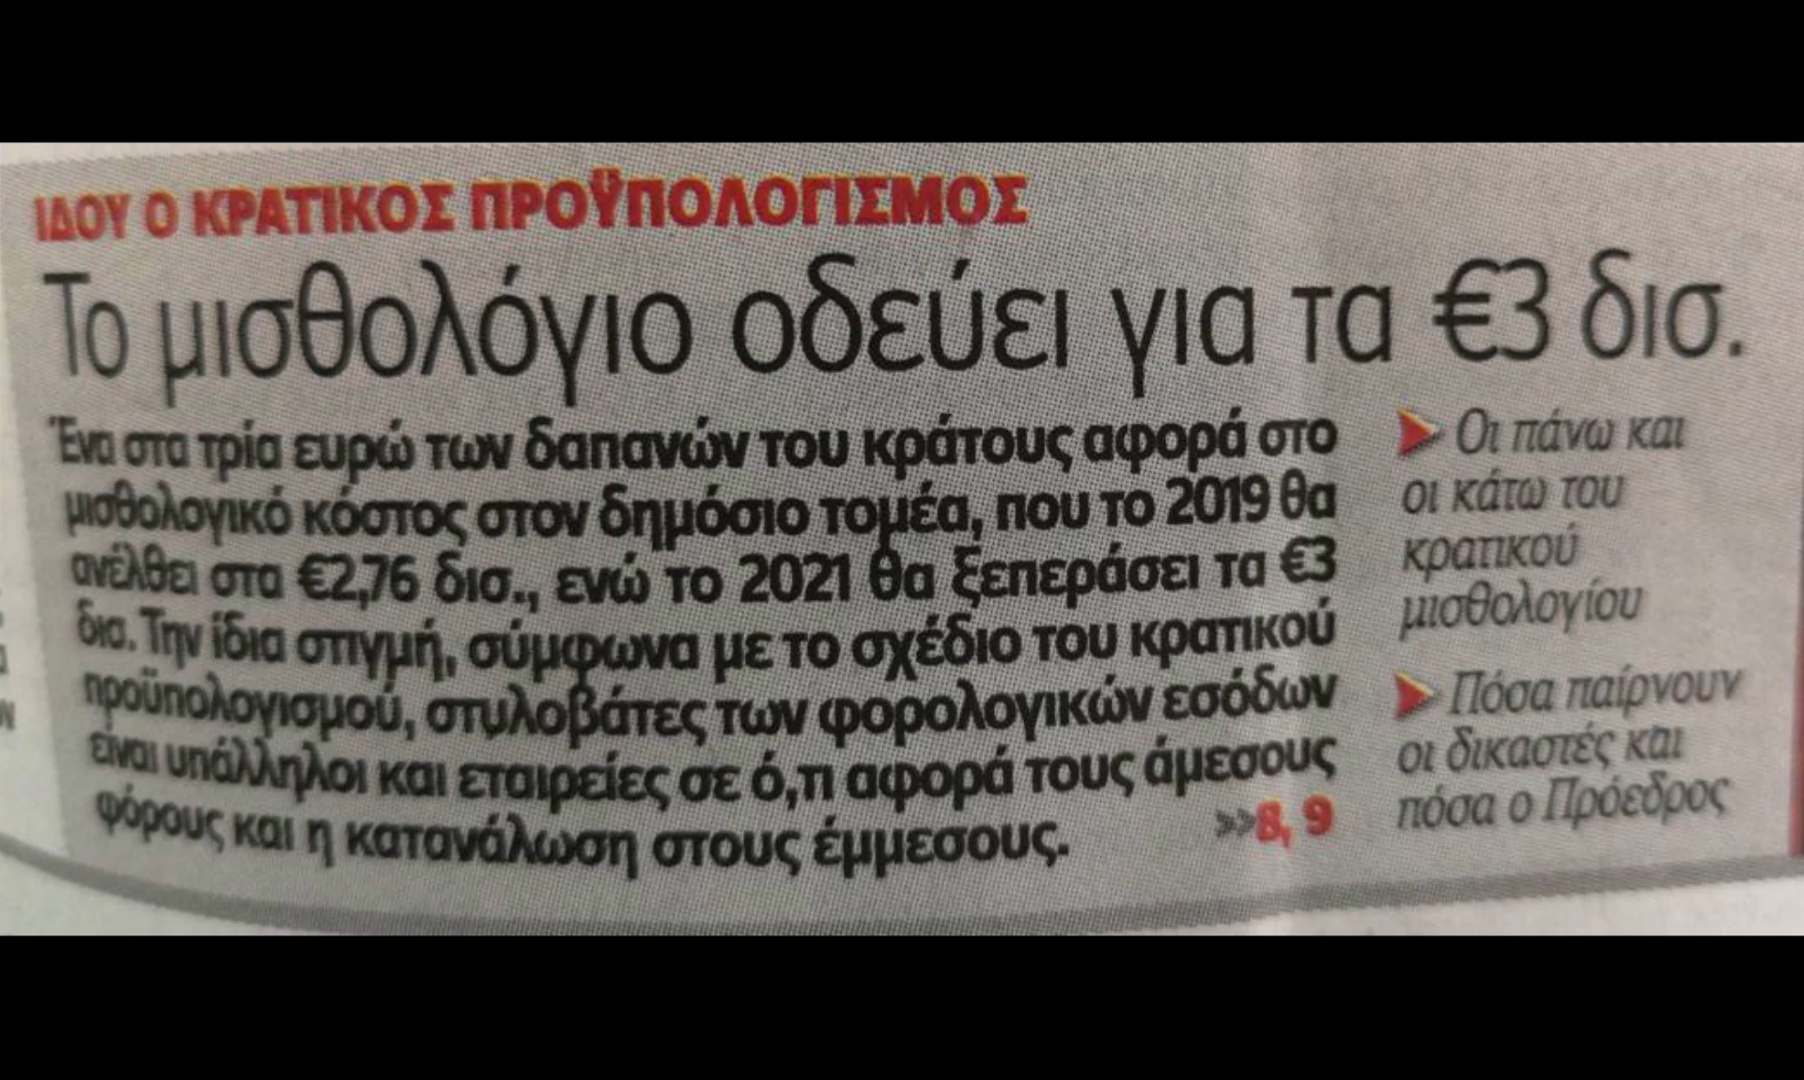 ΙΔΟΥ Ο ΚΡΑΤΙΚΟΣ ΠΡΟΫΠΟΛΟΓΙΣΜΟΣ
Το μισθολόγιο οδεύει για τα €3 δισ.
Ένα στα τρία ευρώ των δαπανών του κράτους αφορά στο
μισθολογικό κόστος στον δημόσιο τομέα, που το 2019 θα
ανέλθει στα €2,76 δισ., ενώ το 2021 θα ξεπεράσει τα €3
δισ. Την ίδια στιγμή, σύμφωνα με το σχέδιο του κρατικού
προϋπολογισμού, στυλοβάτες των φορολογικών εσόδων
είναι υπάλληλοι και εταιρείες σε ό,τι αφορά τους άμεσους
φόρους και η κατανάλωση στους έμμεσους.
>>8, 9
Οι πάνω και
οι κάτω του
κρατικού
μισθολογίου
Πόσα παίρνουν
οι δικαστές και
πόσα ο Πρόεδρος